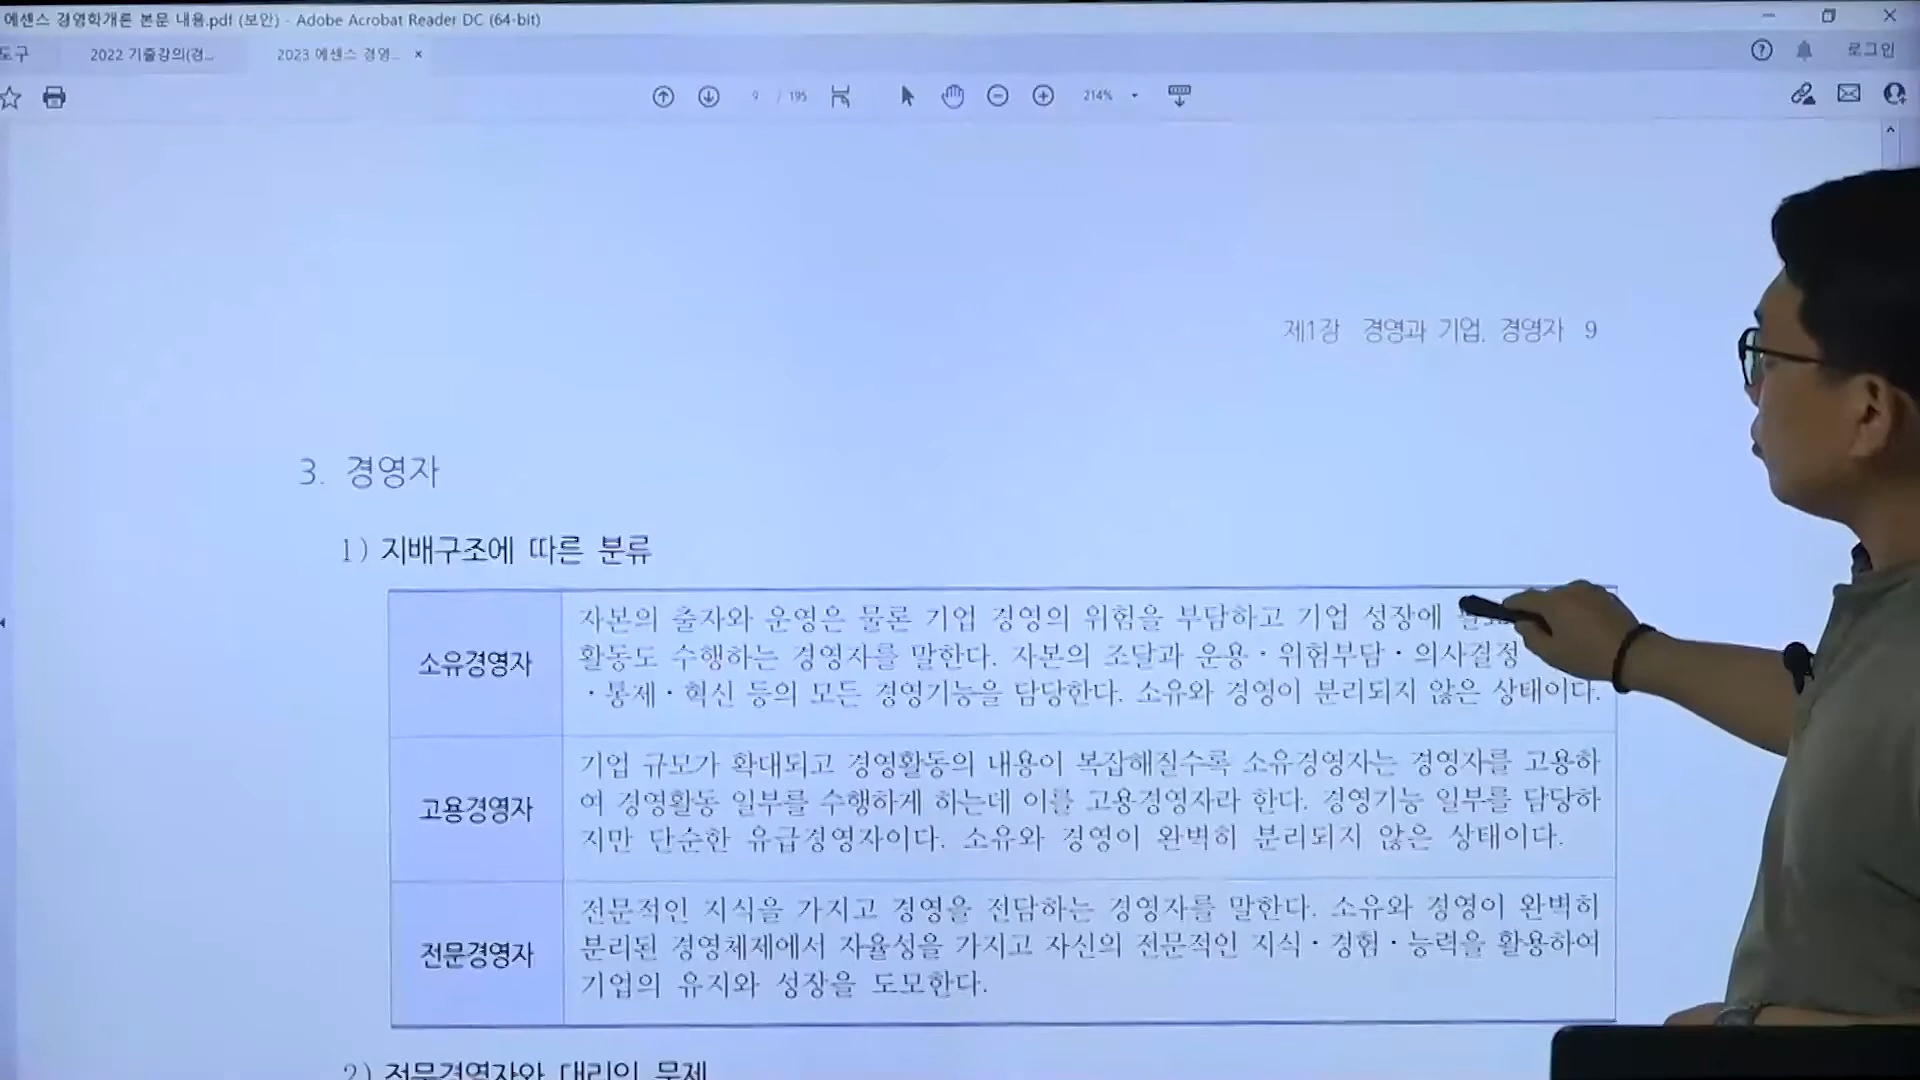 에센스 경영학개론 본문 내용.pdf (보안) - Adobe Acrobat Reader DC (64-bit)
도구 2022 기출강의(경... 2023 에센스 경영... × 로그인
9 / 195 214%
제1강 경영과 기업, 경영자 9
3. 경영자
1) 지배구조에 따른 분류
소유경영자
자본의 출자와 운영은 물론 기업 경영의 위험을 부담하고 기업 성장에
활동도 수행하는 경영자를 말한다. 자본의 조달과 운용·위험부담·의사결정
·통제·혁신 등의 모든 경영기능을 담당한다. 소유와 경영이 분리되지 않은 상태이다.
고용경영자
기업 규모가 확대되고 경영활동의 내용이 복잡해질수록 소유경영자는 경영자를 고용하
여 경영활동 일부를 수행하게 하는데 이를 고용경영자라 한다. 경영기능 일부를 담당하
지만 단순한 유급경영자이다. 소유와 경영이 완벽히 분리되지 않은 상태이다.
전문경영자
전문적인 지식을 가지고 경영을 전담하는 경영자를 말한다. 소유와 경영이 완벽히
분리된 경영체제에서 자율성을 가지고 자신의 전문적인 지식·경험·능력을 활용하여
기업의 유지와 성장을 도모한다.
2) 전문경영자와 대리인 문제